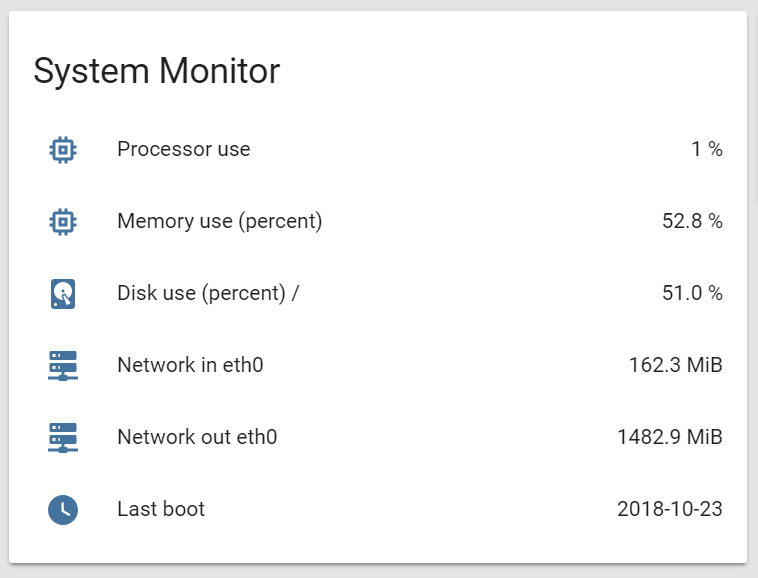 System Monitor
Processor use 1 %
Memory use (percent) 52.8 %
Disk use (percent) / 51.0 %
Network in eth0 162.3 MiB
Network out eth0 1482.9 MiB
Last boot 2018-10-23